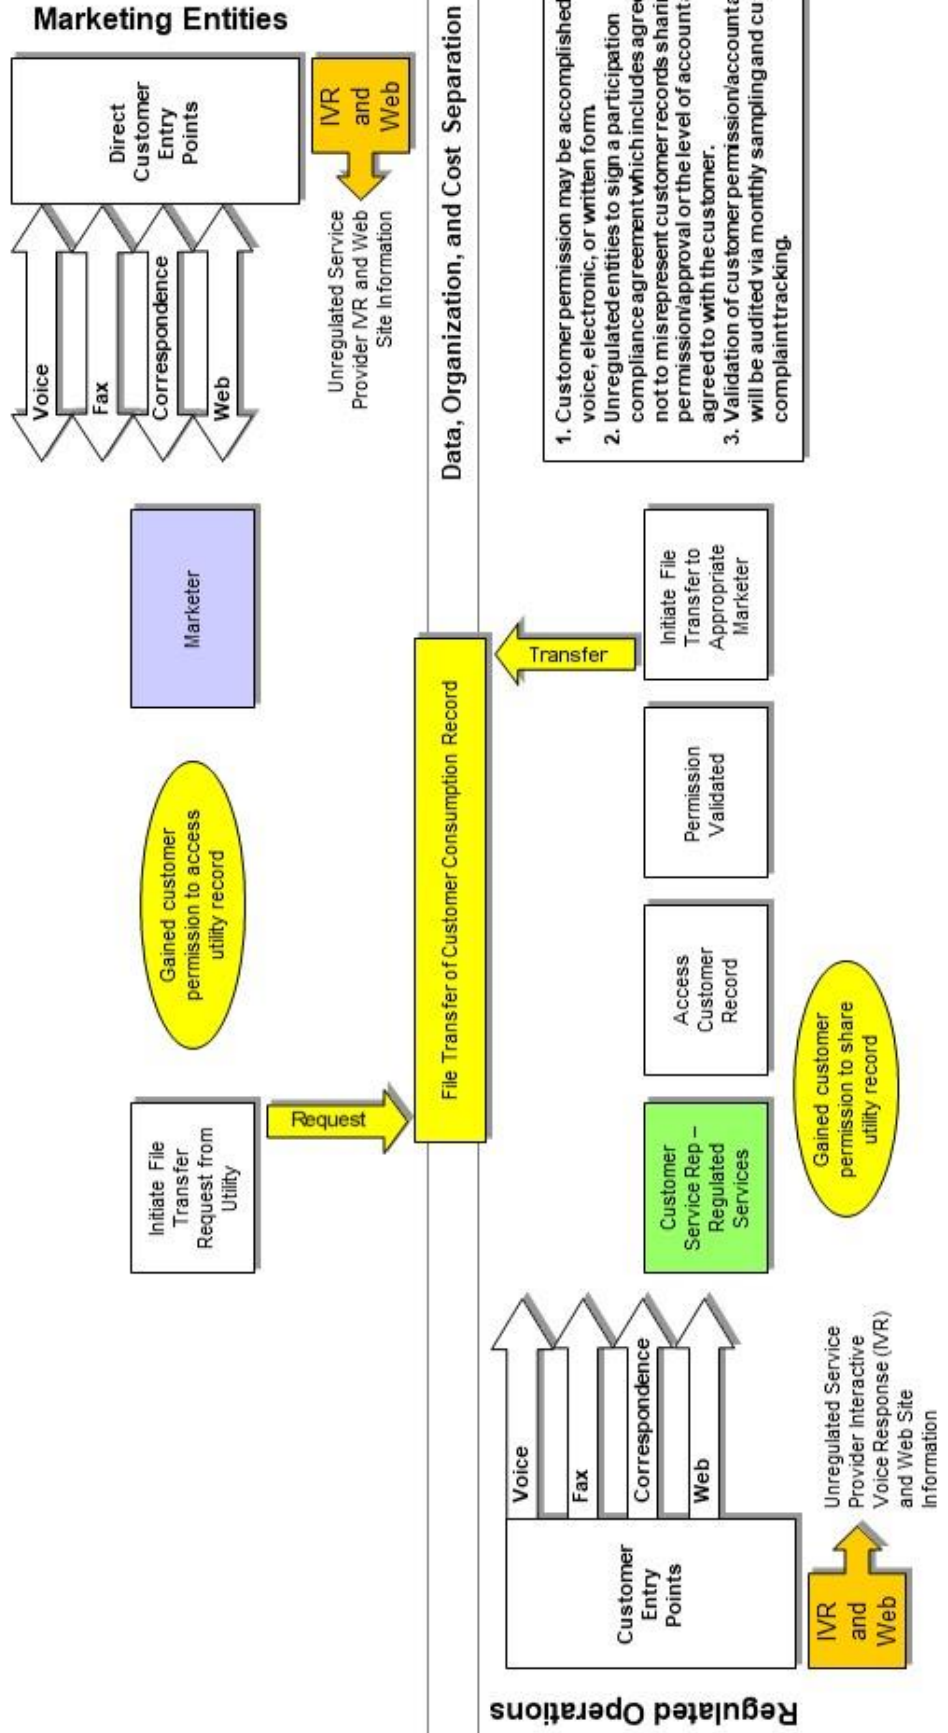 Marketing Entities
Initiate File
Transfer
Request from
Utility
Gained customer
permission to access
utility record
Marketer
Voice
Fax
Correspondence
Web
Direct
Customer
Entry
Points
Unregulated Service
Provider IVR and Web
Site Information
IVR
and
Web
Request
File Transfer of Customer Consumption Record
Data, Organization, and Cost Separation
Transfer
Regulated Operations
Customer
Entry
Points
Voice
Fax
Correspondence
Web
Customer
Service Rep –
Regulated
Services
Access
Customer
Record
Permission
Validated
Initiate File
Transfer to
Appropriate
Marketer
Gained customer
permission to share
utility record
IVR
and
Web
Unregulated Service
Provider Interactive
Voice Response (IVR)
and Web Site
Information
1. Customer permission may be accomplished
voice, electronic, or written form.
2. Unregulated entities to sign a participation
compliance agreement which includes agree
not to misrepresent customer records sharin
permission/approval or the level of accounta
agreed to with the customer.
3. Validation of customer permission/accounta
will be audited via monthly sampling and cu
complaint tracking.